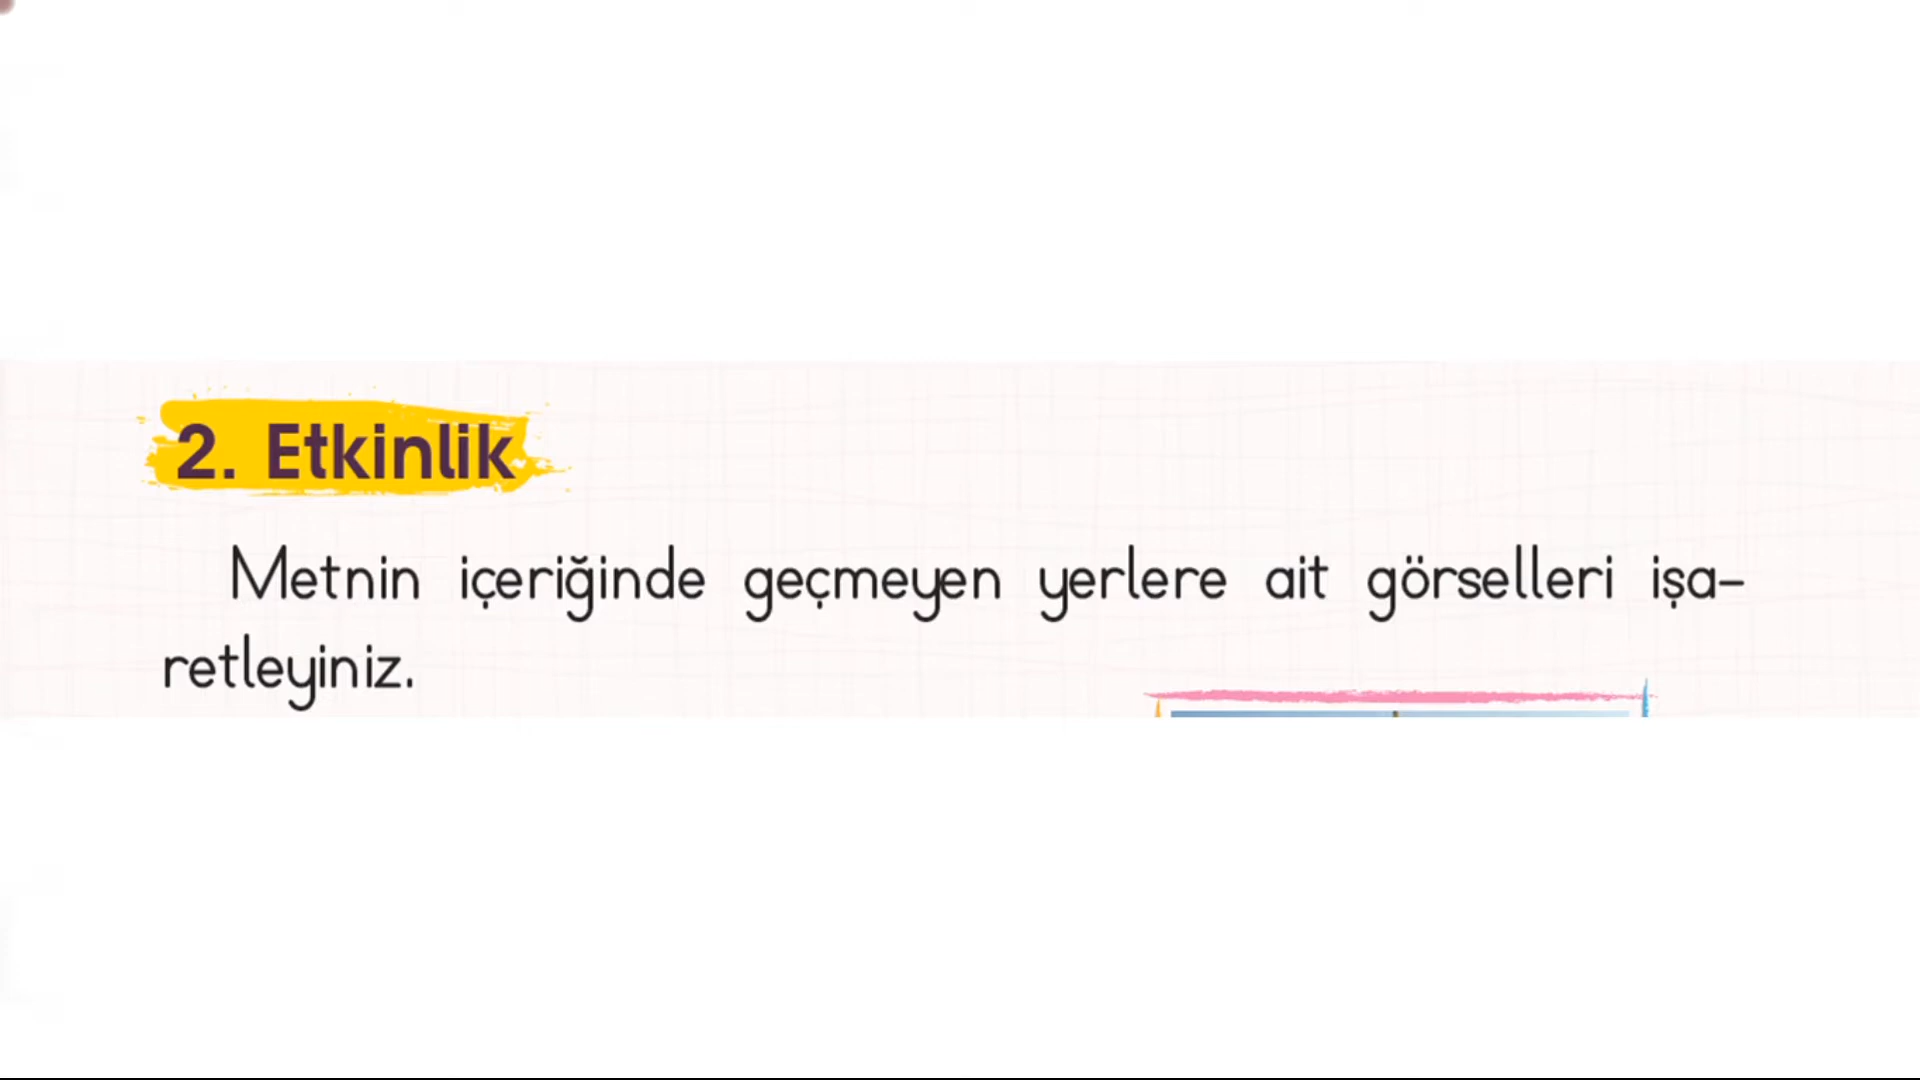 2. Etkinlik
Metnin içeriğinde geçmeyen yerlere ait görselleri işa-
retleyiniz.